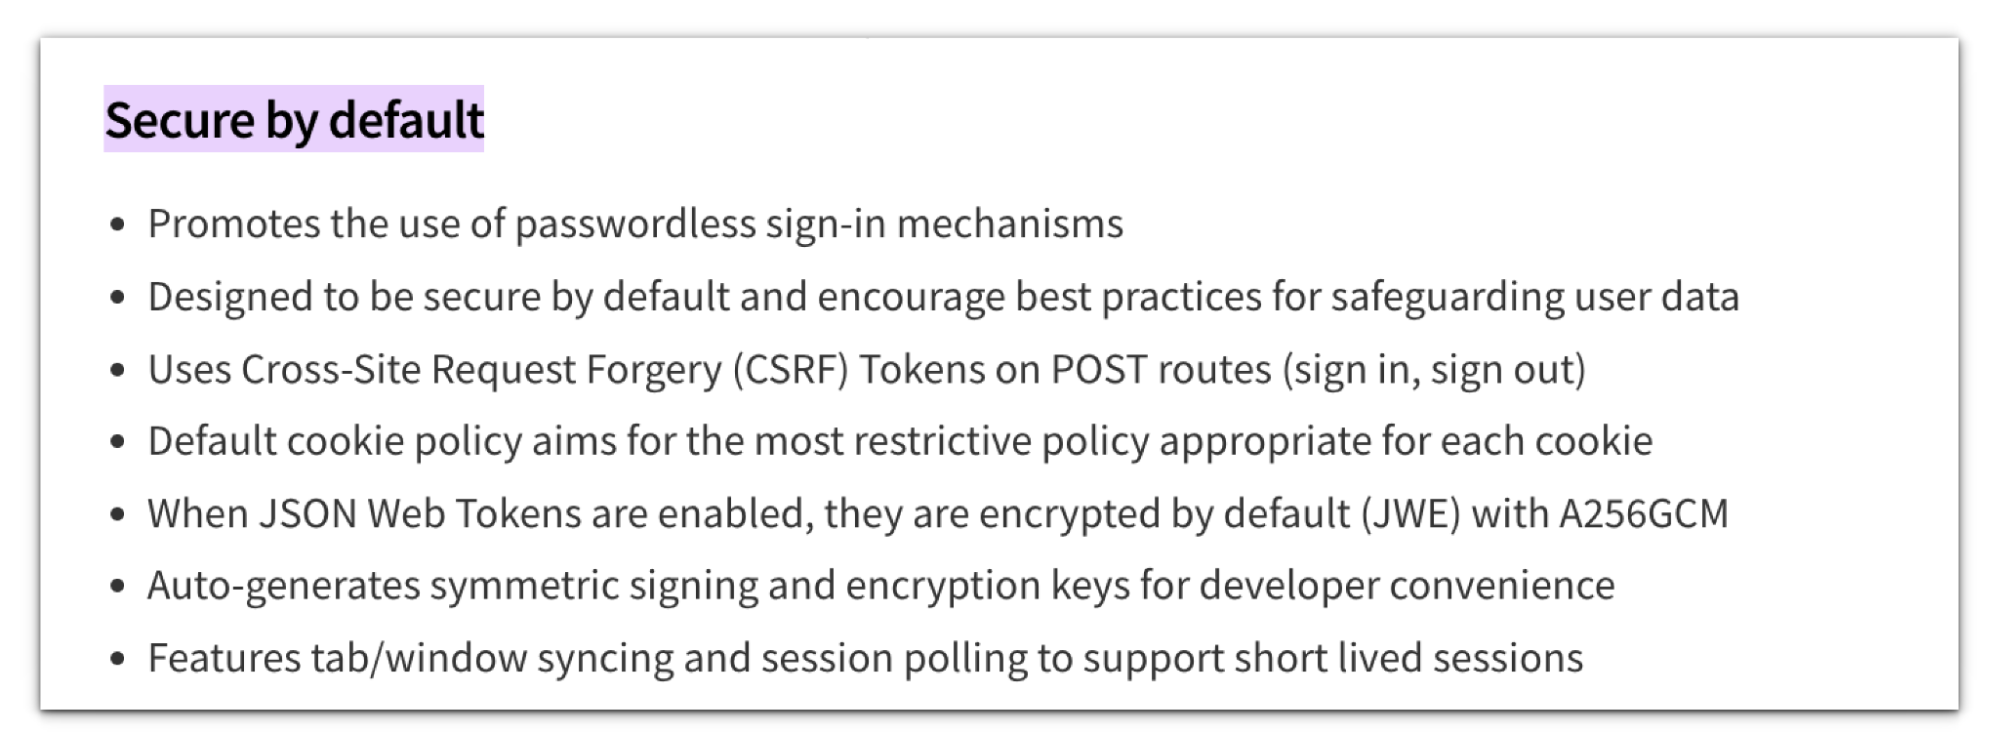 Secure by default
• Promotes the use of passwordless sign-in mechanisms
• Designed to be secure by default and encourage best practices for safeguarding user data
• Uses Cross-Site Request Forgery (CSRF) Tokens on POST routes (sign in, sign out)
• Default cookie policy aims for the most restrictive policy appropriate for each cookie
• When JSON Web Tokens are enabled, they are encrypted by default (JWE) with A256GCM
• Auto-generates symmetric signing and encryption keys for developer convenience
• Features tab/window syncing and session polling to support short lived sessions